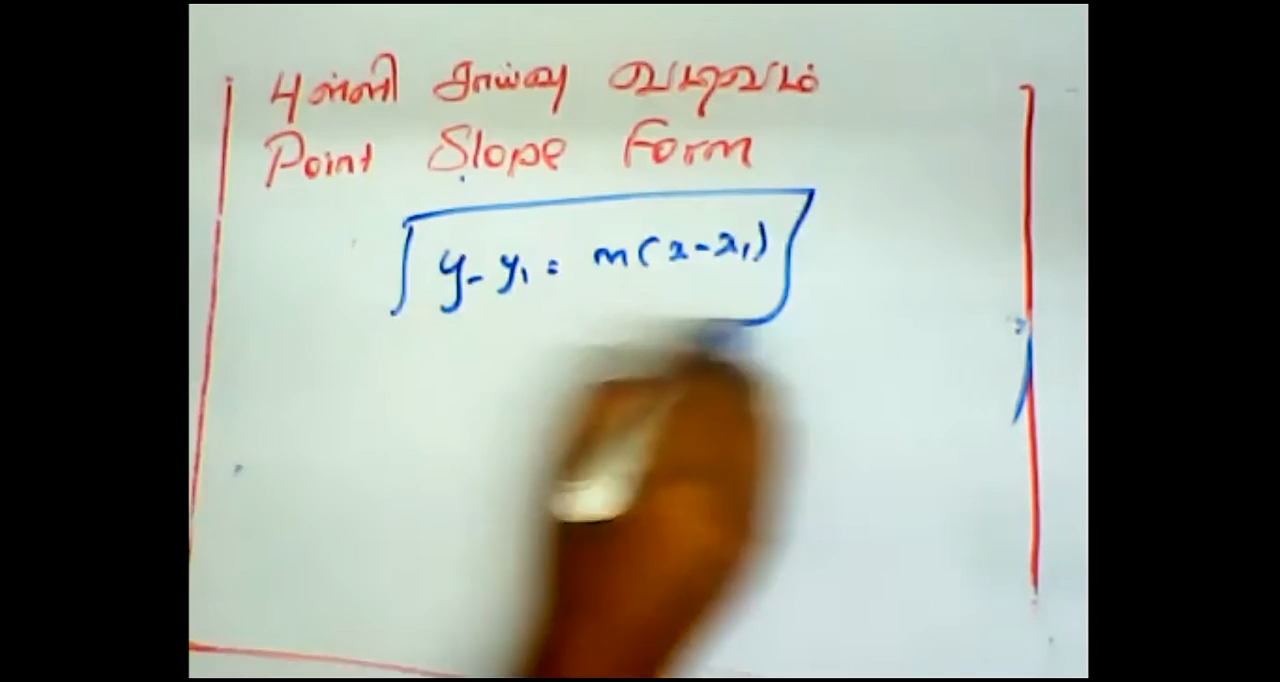 புள்ளி சாய்வு வடிவம்
Point Slope Form
y - y₁ = m(x-x₁)